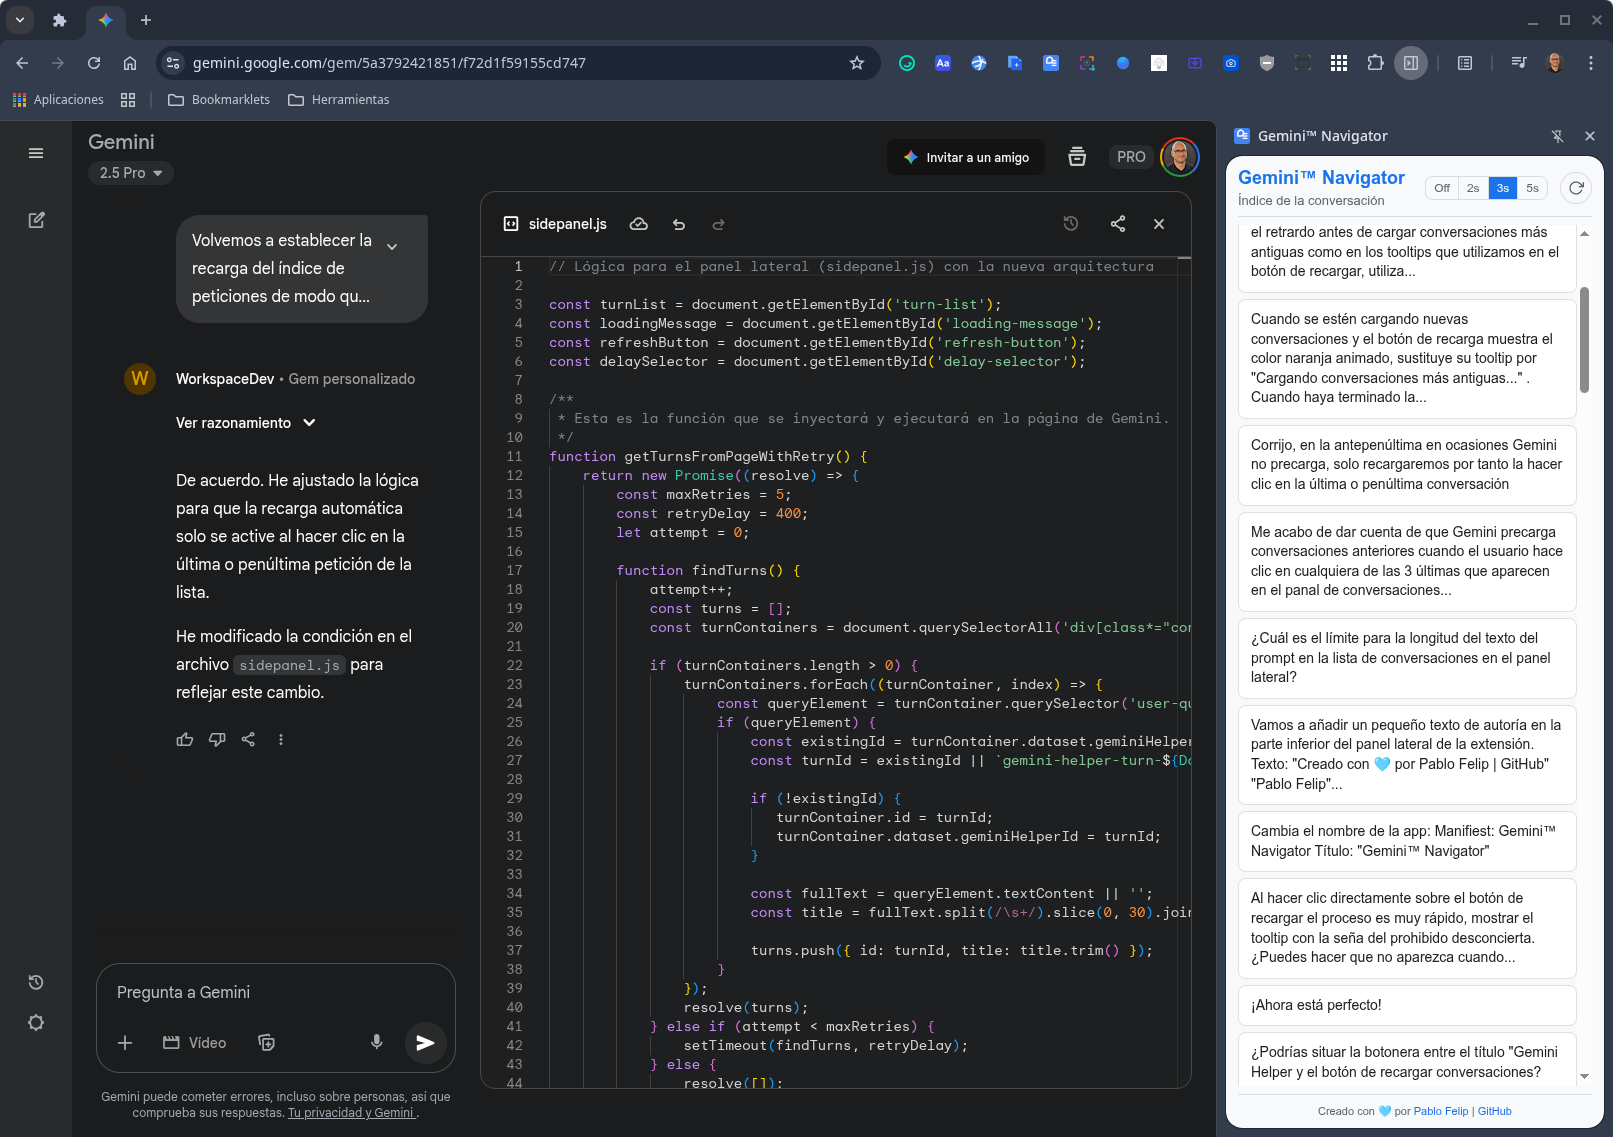 gemini.google.com/gem/5a3792421851/f72d1f59155cd747
Aa
Aplicaciones
Bookmarklets
Herramientas
Gemini
2.5 Pro
Invitar a un amigo
PRO
Volvemos a establecer la
recarga del índice de
peticiones de modo qu...
W
WorkspaceDev • Gem personalizado
Ver razonamiento
De acuerdo. He ajustado la lógica
para que la recarga automática
solo se active al hacer clic en la
última o penúltima petición de la
lista.
He modificado la condición en el
archivo sidepanel.js para
reflejar este cambio.
Pregunta a Gemini
Vídeo
Gemini puede cometer errores, incluso sobre personas, así que
comprueba sus respuestas. Tu privacidad y Gemini .
sidepanel.js
1 // Lógica para el panel lateral (sidepanel.js) con la nueva arquitectura
2
3 const turnList = document.getElementById('turn-list');
4 const loadingMessage = document.getElementById('loading-message');
5 const refreshButton = document.getElementById('refresh-button');
6 const delaySelector = document.getElementById('delay-selector');
7
8 /**
9 * Esta es la función que se inyectará y ejecutará en la página de Gemini.
10 */
11 function getTurnsFromPageWithRetry() {
12 return new Promise((resolve) => {
13 const maxRetries = 5;
14 const retryDelay = 400;
15 let attempt = 0;
16
17 function findTurns() {
18 attempt++;
19 const turns = [];
20 const turnContainers = document.querySelectorAll('div[class*="con
21
22 if (turnContainers.length > 0) {
23 turnContainers.forEach((turnContainer, index) => {
24 const queryElement = turnContainer.querySelector('user-qu
25 if (queryElement) {
26 const existingId = turnContainer.dataset.geminiHelper
27 const turnId = existingId || `gemini-helper-turn-${Da
28
29 if (!existingId) {
30 turnContainer.id = turnId;
31 turnContainer.dataset.geminiHelperId = turnId;
32 }
33
34 const fullText = queryElement.textContent || '';
35 const title = fullText.split(/\s+/).slice(0, 30).join
36
37 turns.push({ id: turnId, title: title.trim() });
38 }
39 });
40 resolve(turns);
41 } else if (attempt < maxRetries) {
42 setTimeout(findTurns, retryDelay);
43 } else {
44 resolve([]);
Gemini™ Navigator
Gemini™ Navigator
Índice de la conversación
Off 2s 3s 5s
el retrardo antes de cargar conversaciones más
antiguas como en los tooltips que utilizamos en el
botón de recargar, utiliza...
Cuando se estén cargando nuevas
conversaciones y el botón de recarga muestra el
color naranja animado, sustituye su tooltip por
"Cargando conversaciones más antiguas..." .
Cuando haya terminado la...
Corrijo, en la antepenúltima en ocasiones Gemini
no precarga, solo recargaremos por tanto la hacer
clic en la última o penúltima conversación
Me acabo de dar cuenta de que Gemini precarga
conversaciones anteriores cuando el usuario hace
clic en cualquiera de las 3 últimas que aparecen
en el panal de conversaciones...
¿Cuál es el límite para la longitud del texto del
prompt en la lista de conversaciones en el panel
lateral?
Vamos a añadir un pequeño texto de autoría en la
parte inferior del panel lateral de la extensión.
Texto: "Creado con 🩵 por Pablo Felip | GitHub"
"Pablo Felip"...
Cambia el nombre de la app: Manifiest: Gemini™
Navigator Título: "Gemini™ Navigator"
Al hacer clic directamente sobre el botón de
recargar el proceso es muy rápido, mostrar el
tooltip con la seña del prohibido desconcierta.
¿Puedes hacer que no aparezca cuando...
¡Ahora está perfecto!
¿Podrías situar la botonera entre el título "Gemini
Helper y el botón de recargar conversaciones?
Creado con 🩵 por Pablo Felip | GitHub